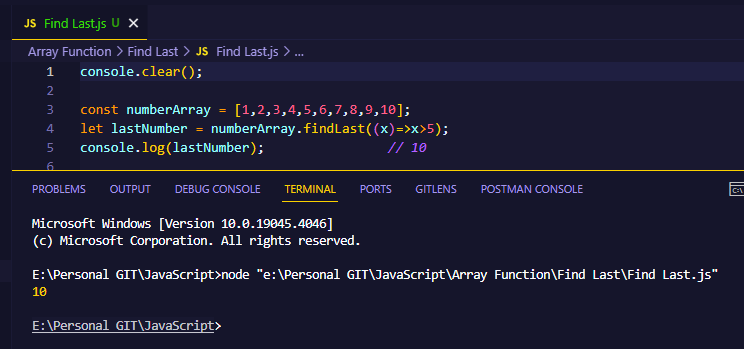 JS Find Last.js U ×
Array Function > Find Last > JS Find Last.js > ...
1 console.clear();
2
3 const numberArray = [1,2,3,4,5,6,7,8,9,10];
4 let lastNumber = numberArray.findLast((x)=>x>5);
5 console.log(lastNumber); // 10
6
PROBLEMS OUTPUT DEBUG CONSOLE TERMINAL PORTS GITLENS POSTMAN CONSOLE
Microsoft Windows [Version 10.0.19045.4046]
(c) Microsoft Corporation. All rights reserved.
E:\Personal GIT\JavaScript>node "e:\Personal GIT\JavaScript\Array Function\Find Last\Find Last.js"
10
E:\Personal GIT\JavaScript>